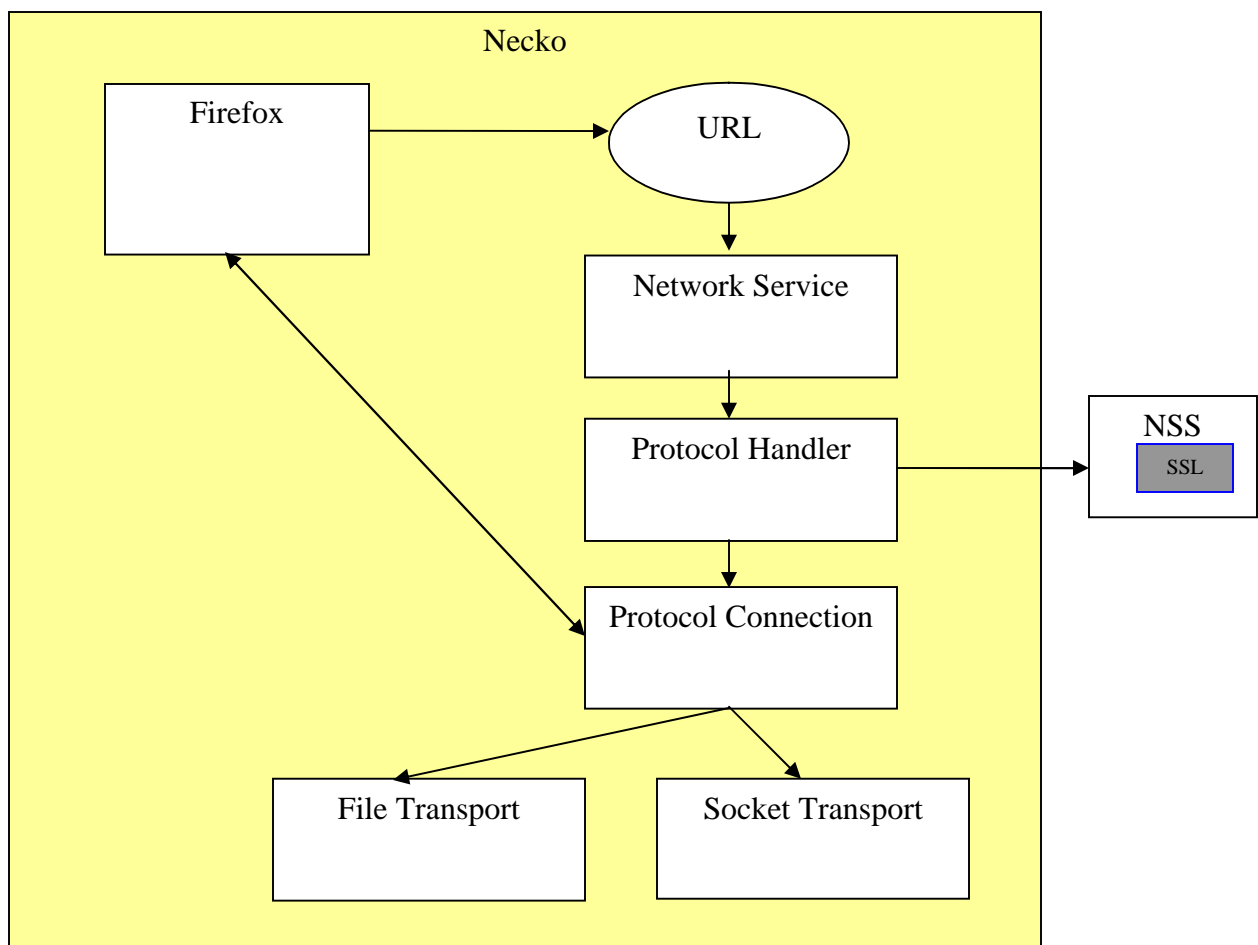 Necko
Firefox
URL
Network Service
Protocol Handler
NSS
SSL
Protocol Connection
File Transport
Socket Transport